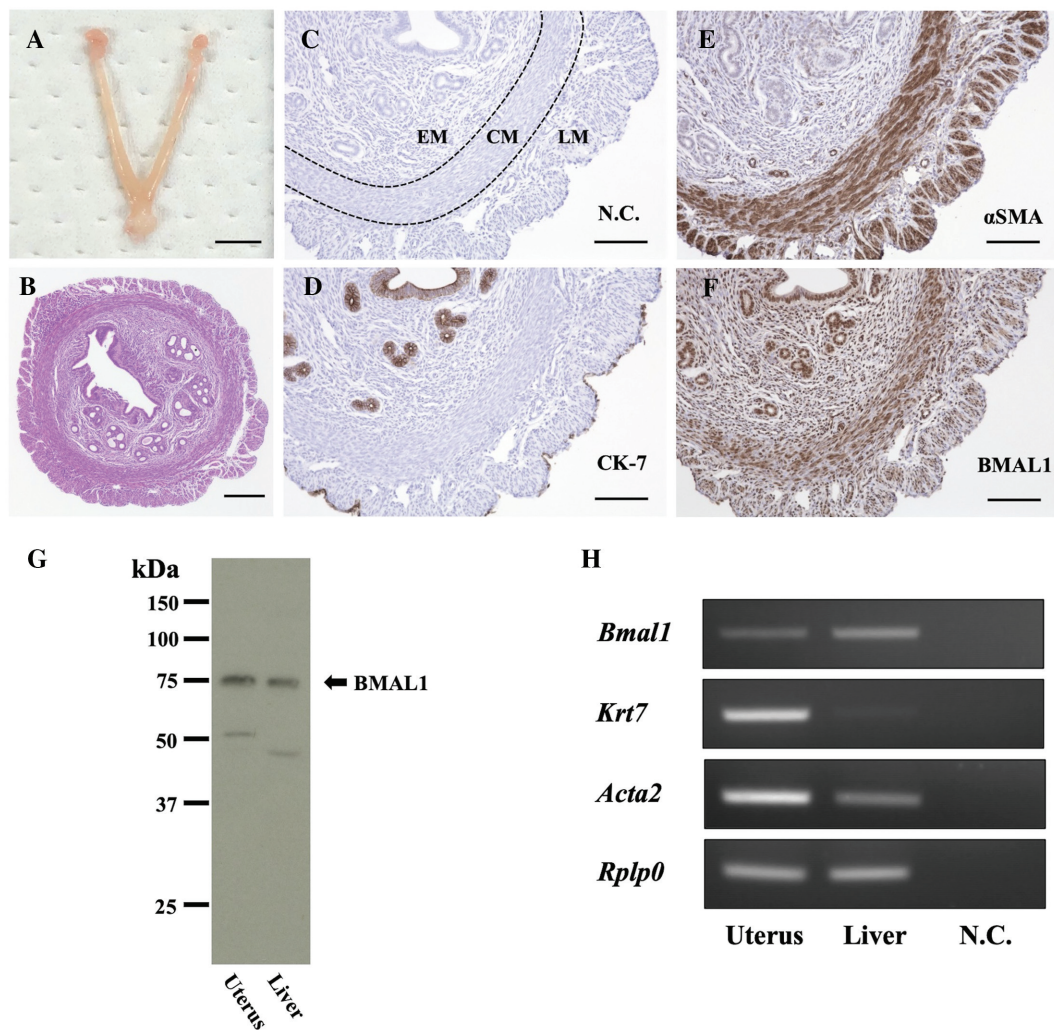 A
B
C
EM
CM
LM
N.C.
D
CK-7
E
αSMA
F
BMAL1
G
kDa
150
100
75
50
37
25
BMAL1
Uterus
Liver
H
Bmal1
Krt7
Acta2
Rplp0
Uterus Liver N.C.